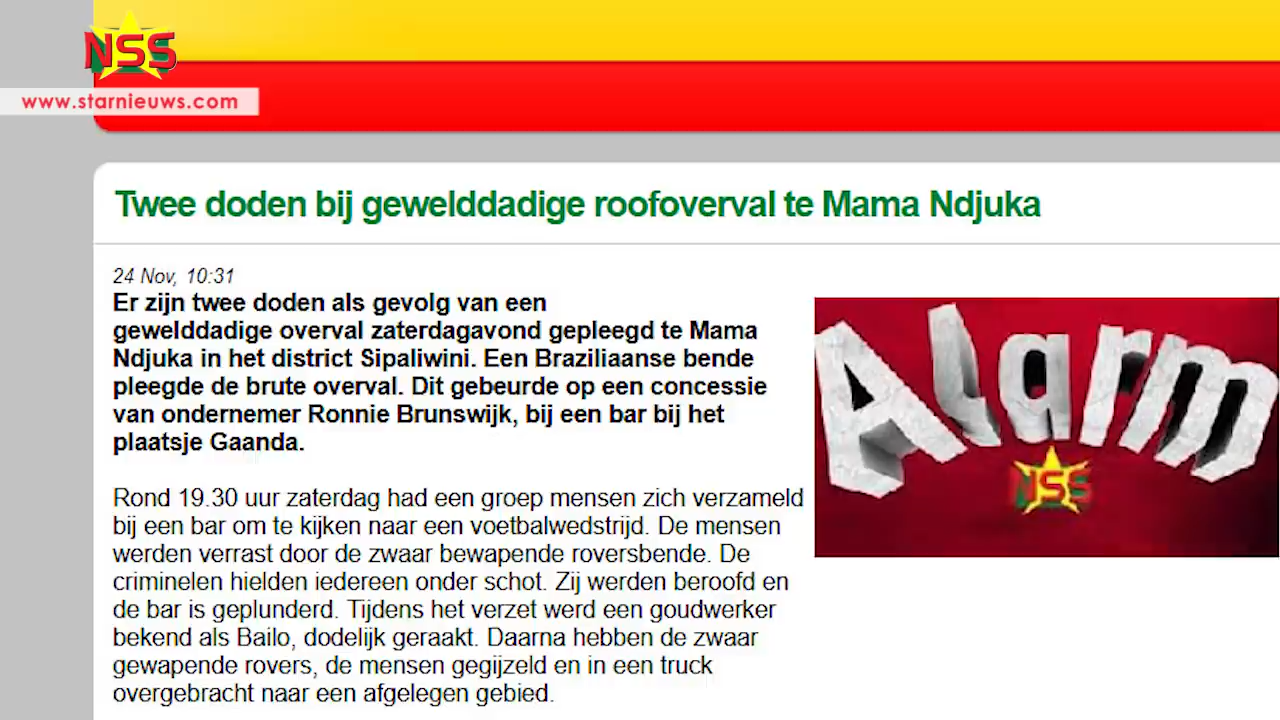 NSS
www.starnieuws.com
Twee doden bij gewelddadige roofoverval te Mama Ndjuka
24 Nov, 10:31
Er zijn twee doden als gevolg van een
gewelddadige overval zaterdagavond gepleegd te Mama
Ndjuka in het district Sipaliwini. Een Braziliaanse bende
pleegde de brute overval. Dit gebeurde op een concessie
van ondernemer Ronnie Brunswijk, bij een bar bij het
plaatsje Gaanda.
Alarm
NSS
Rond 19.30 uur zaterdag had een groep mensen zich verzameld
bij een bar om te kijken naar een voetbalwedstrijd. De mensen
werden verrast door de zwaar bewapende roversbende. De
criminelen hielden iedereen onder schot. Zij werden beroofd en
de bar is geplunderd. Tijdens het verzet werd een goudwerker
bekend als Bailo, dodelijk geraakt. Daarna hebben de zwaar
gewapende rovers, de mensen gegijzeld en in een truck
overgebracht naar een afgelegen gebied.